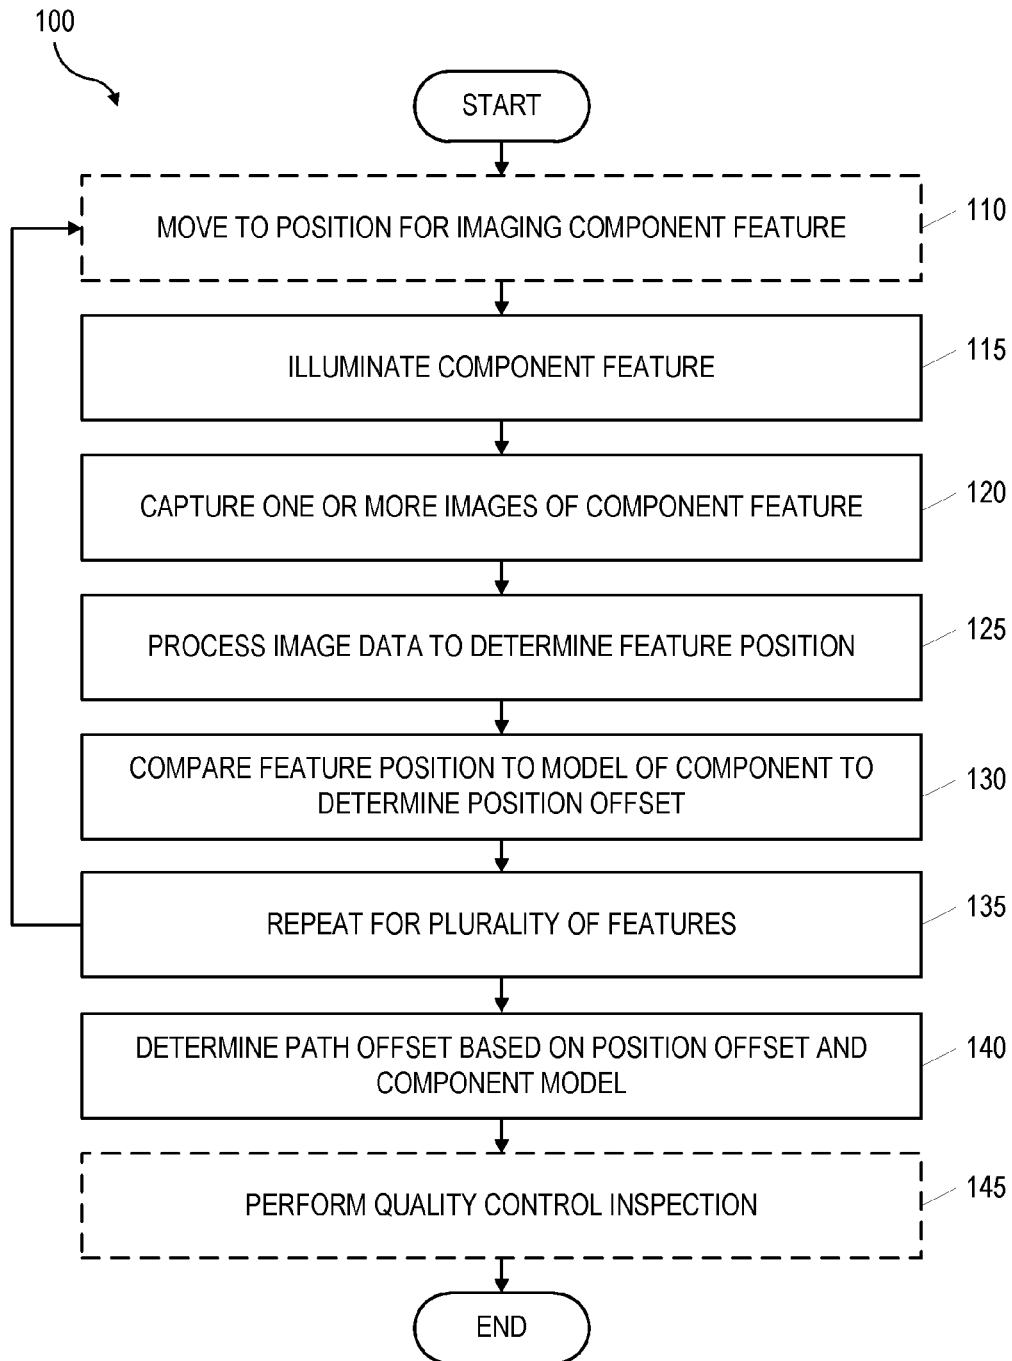 100
START
MOVE TO POSITION FOR IMAGING COMPONENT FEATURE
110
ILLUMINATE COMPONENT FEATURE
115
CAPTURE ONE OR MORE IMAGES OF COMPONENT FEATURE
120
PROCESS IMAGE DATA TO DETERMINE FEATURE POSITION
125
COMPARE FEATURE POSITION TO MODEL OF COMPONENT TO
DETERMINE POSITION OFFSET
130
REPEAT FOR PLURALITY OF FEATURES
135
DETERMINE PATH OFFSET BASED ON POSITION OFFSET AND
COMPONENT MODEL
140
PERFORM QUALITY CONTROL INSPECTION
145
END